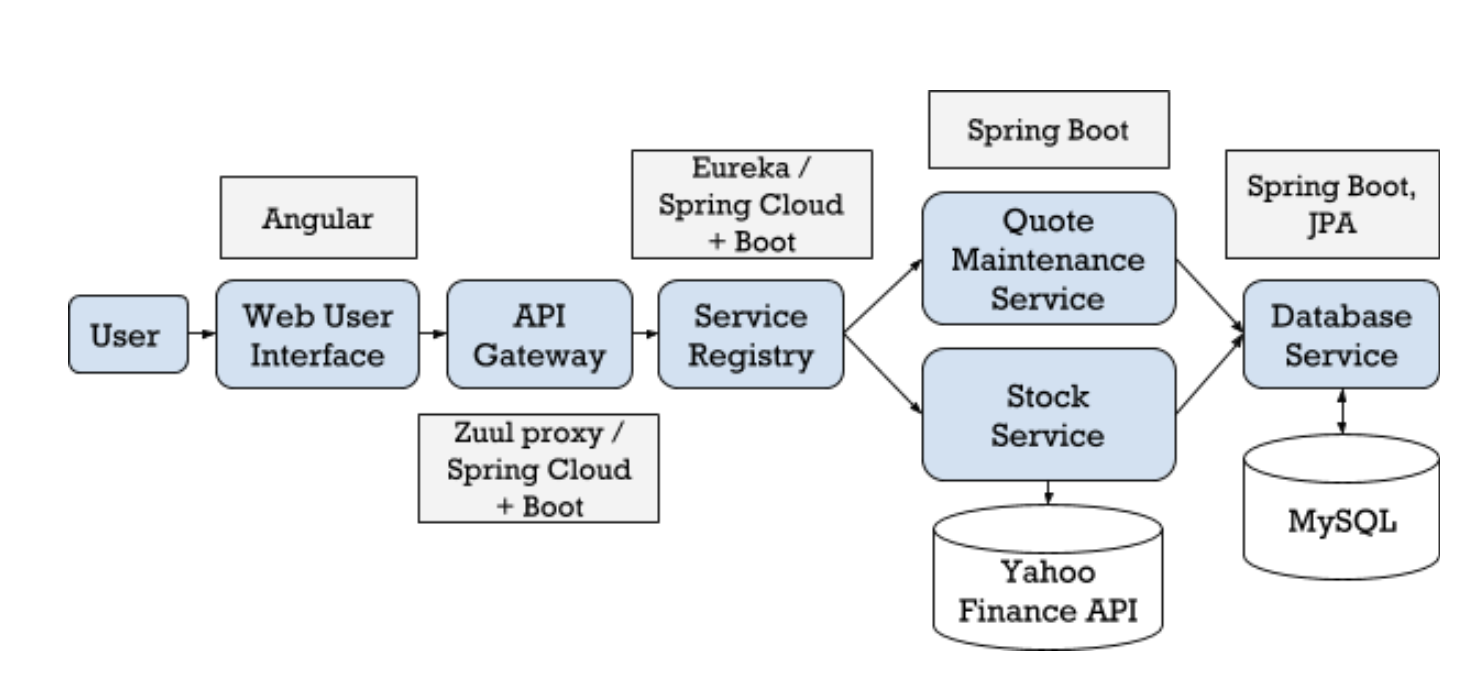 Spring Boot
Eureka /
Spring Cloud
+ Boot
Spring Boot,
JPA
Angular
Quote
Maintenance
Service
User
Web User
Interface
API
Gateway
Service
Registry
Database
Service
Stock
Service
Zuul proxy /
Spring Cloud
+ Boot
MySQL
Yahoo
Finance API